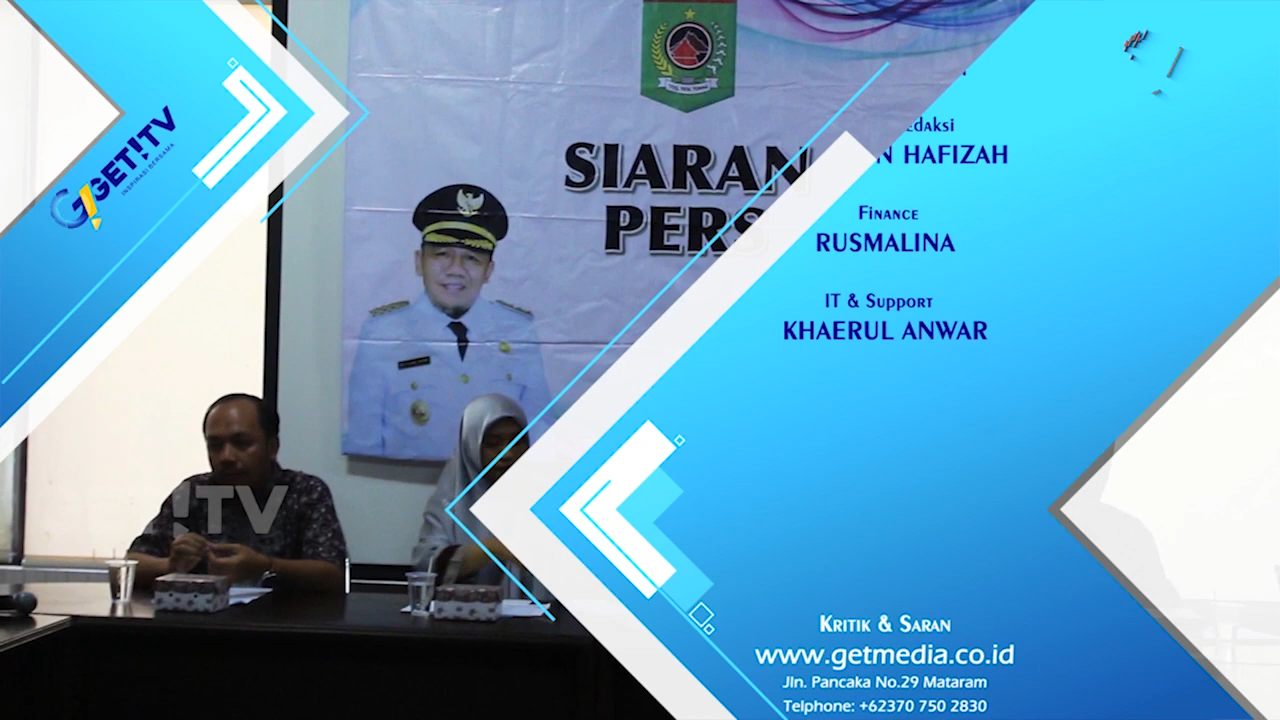 GET!TV
INSPIRASI BERSAMA
SIARAN
PERS
HAFIZAH
Finance
RUSMALINA
IT & Support
KHAERUL ANWAR
!TV
Kritik & Saran
www.getmedia.co.id
Jln. Pancaka No.29 Mataram
Telphone: +62370 750 2830